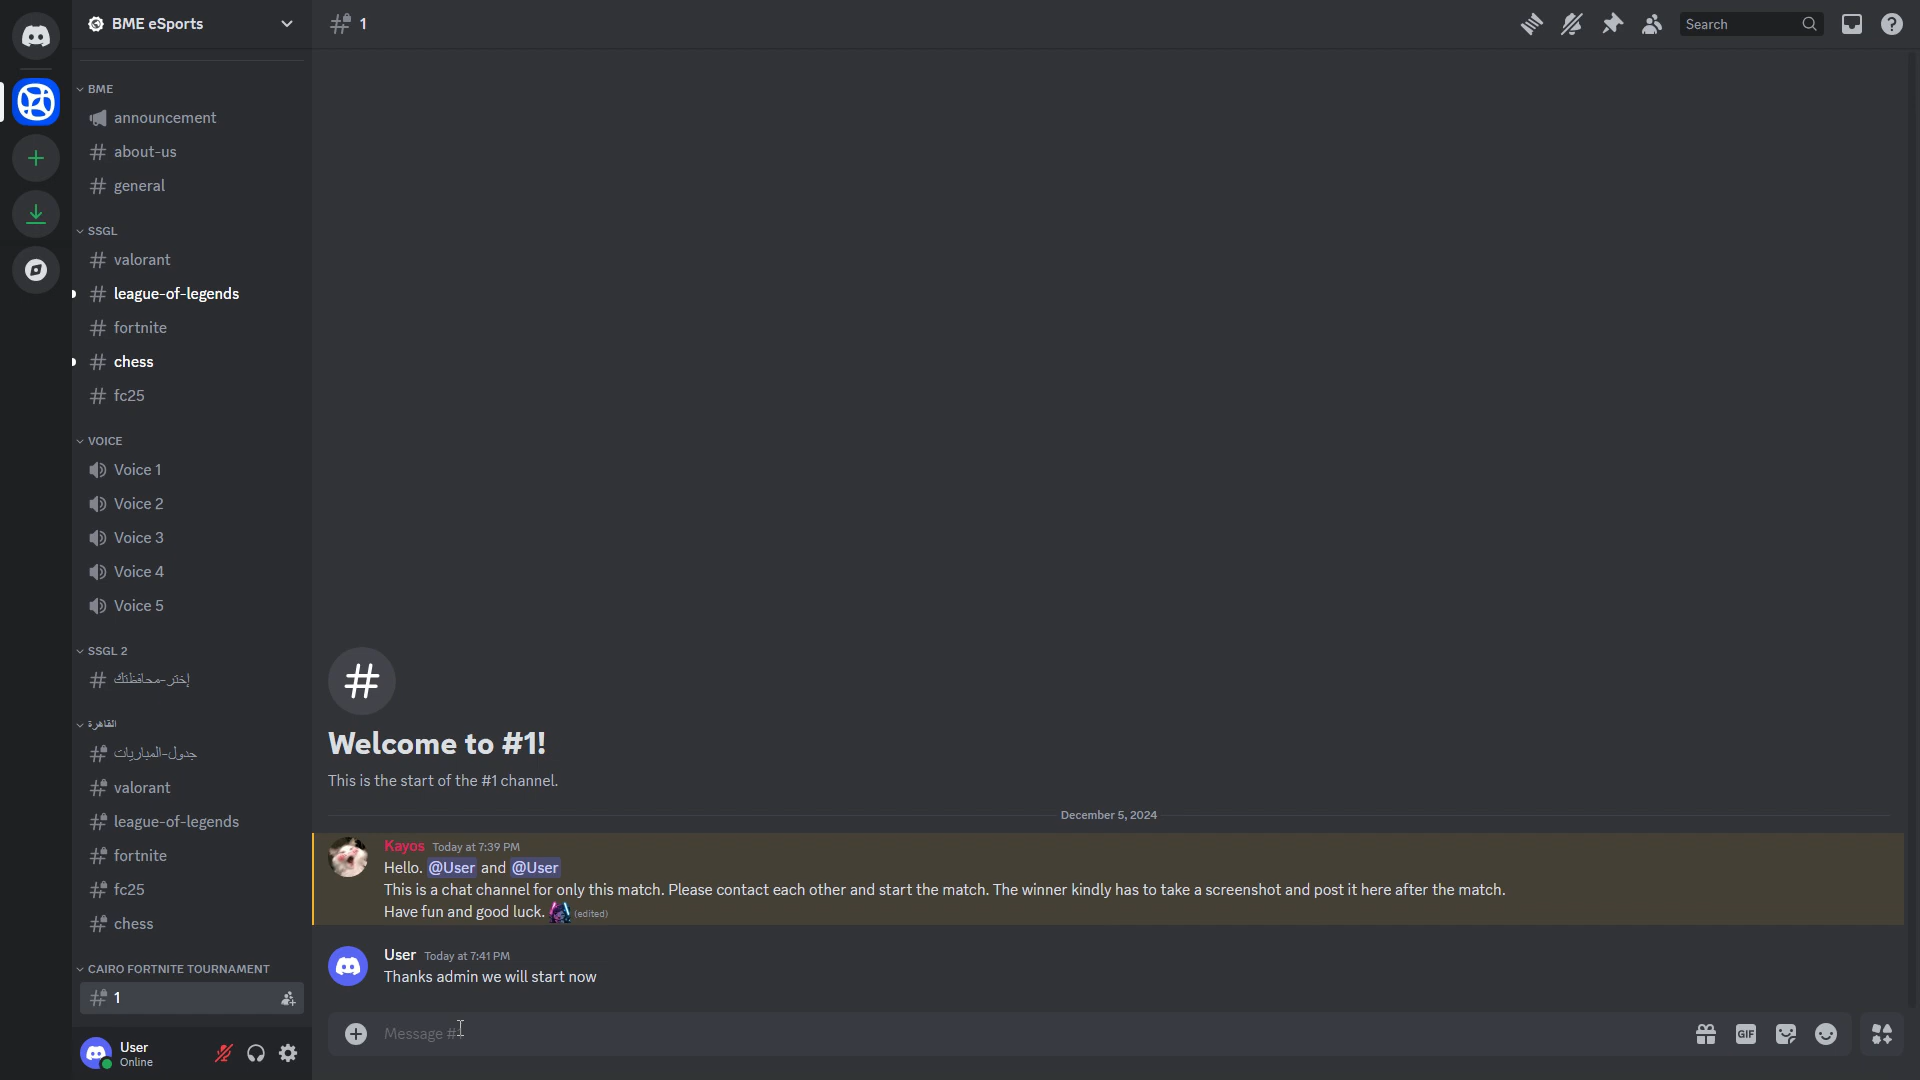 BME eSports
1
Search
BME
announcement
about-us
general
SSGL
valorant
league-of-legends
fortnite
chess
fc25
VOICE
Voice 1
Voice 2
Voice 3
Voice 4
Voice 5
SSGL 2
إختر-محافظتك
القاهرة
جدول-المباريات
valorant
league-of-legends
fortnite
fc25
chess
CAIRO FORTNITE TOURNAMENT
1
User
Online
Welcome to #1!
This is the start of the #1 channel.
December 5, 2024
Kayos Today at 7:39 PM
Hello. @User and @User
This is a chat channel for only this match. Please contact each other and start the match. The winner kindly has to take a screenshot and post it here after the match.
Have fun and good luck. (edited)
User Today at 7:41 PM
Thanks admin we will start now
Message #1
GIF